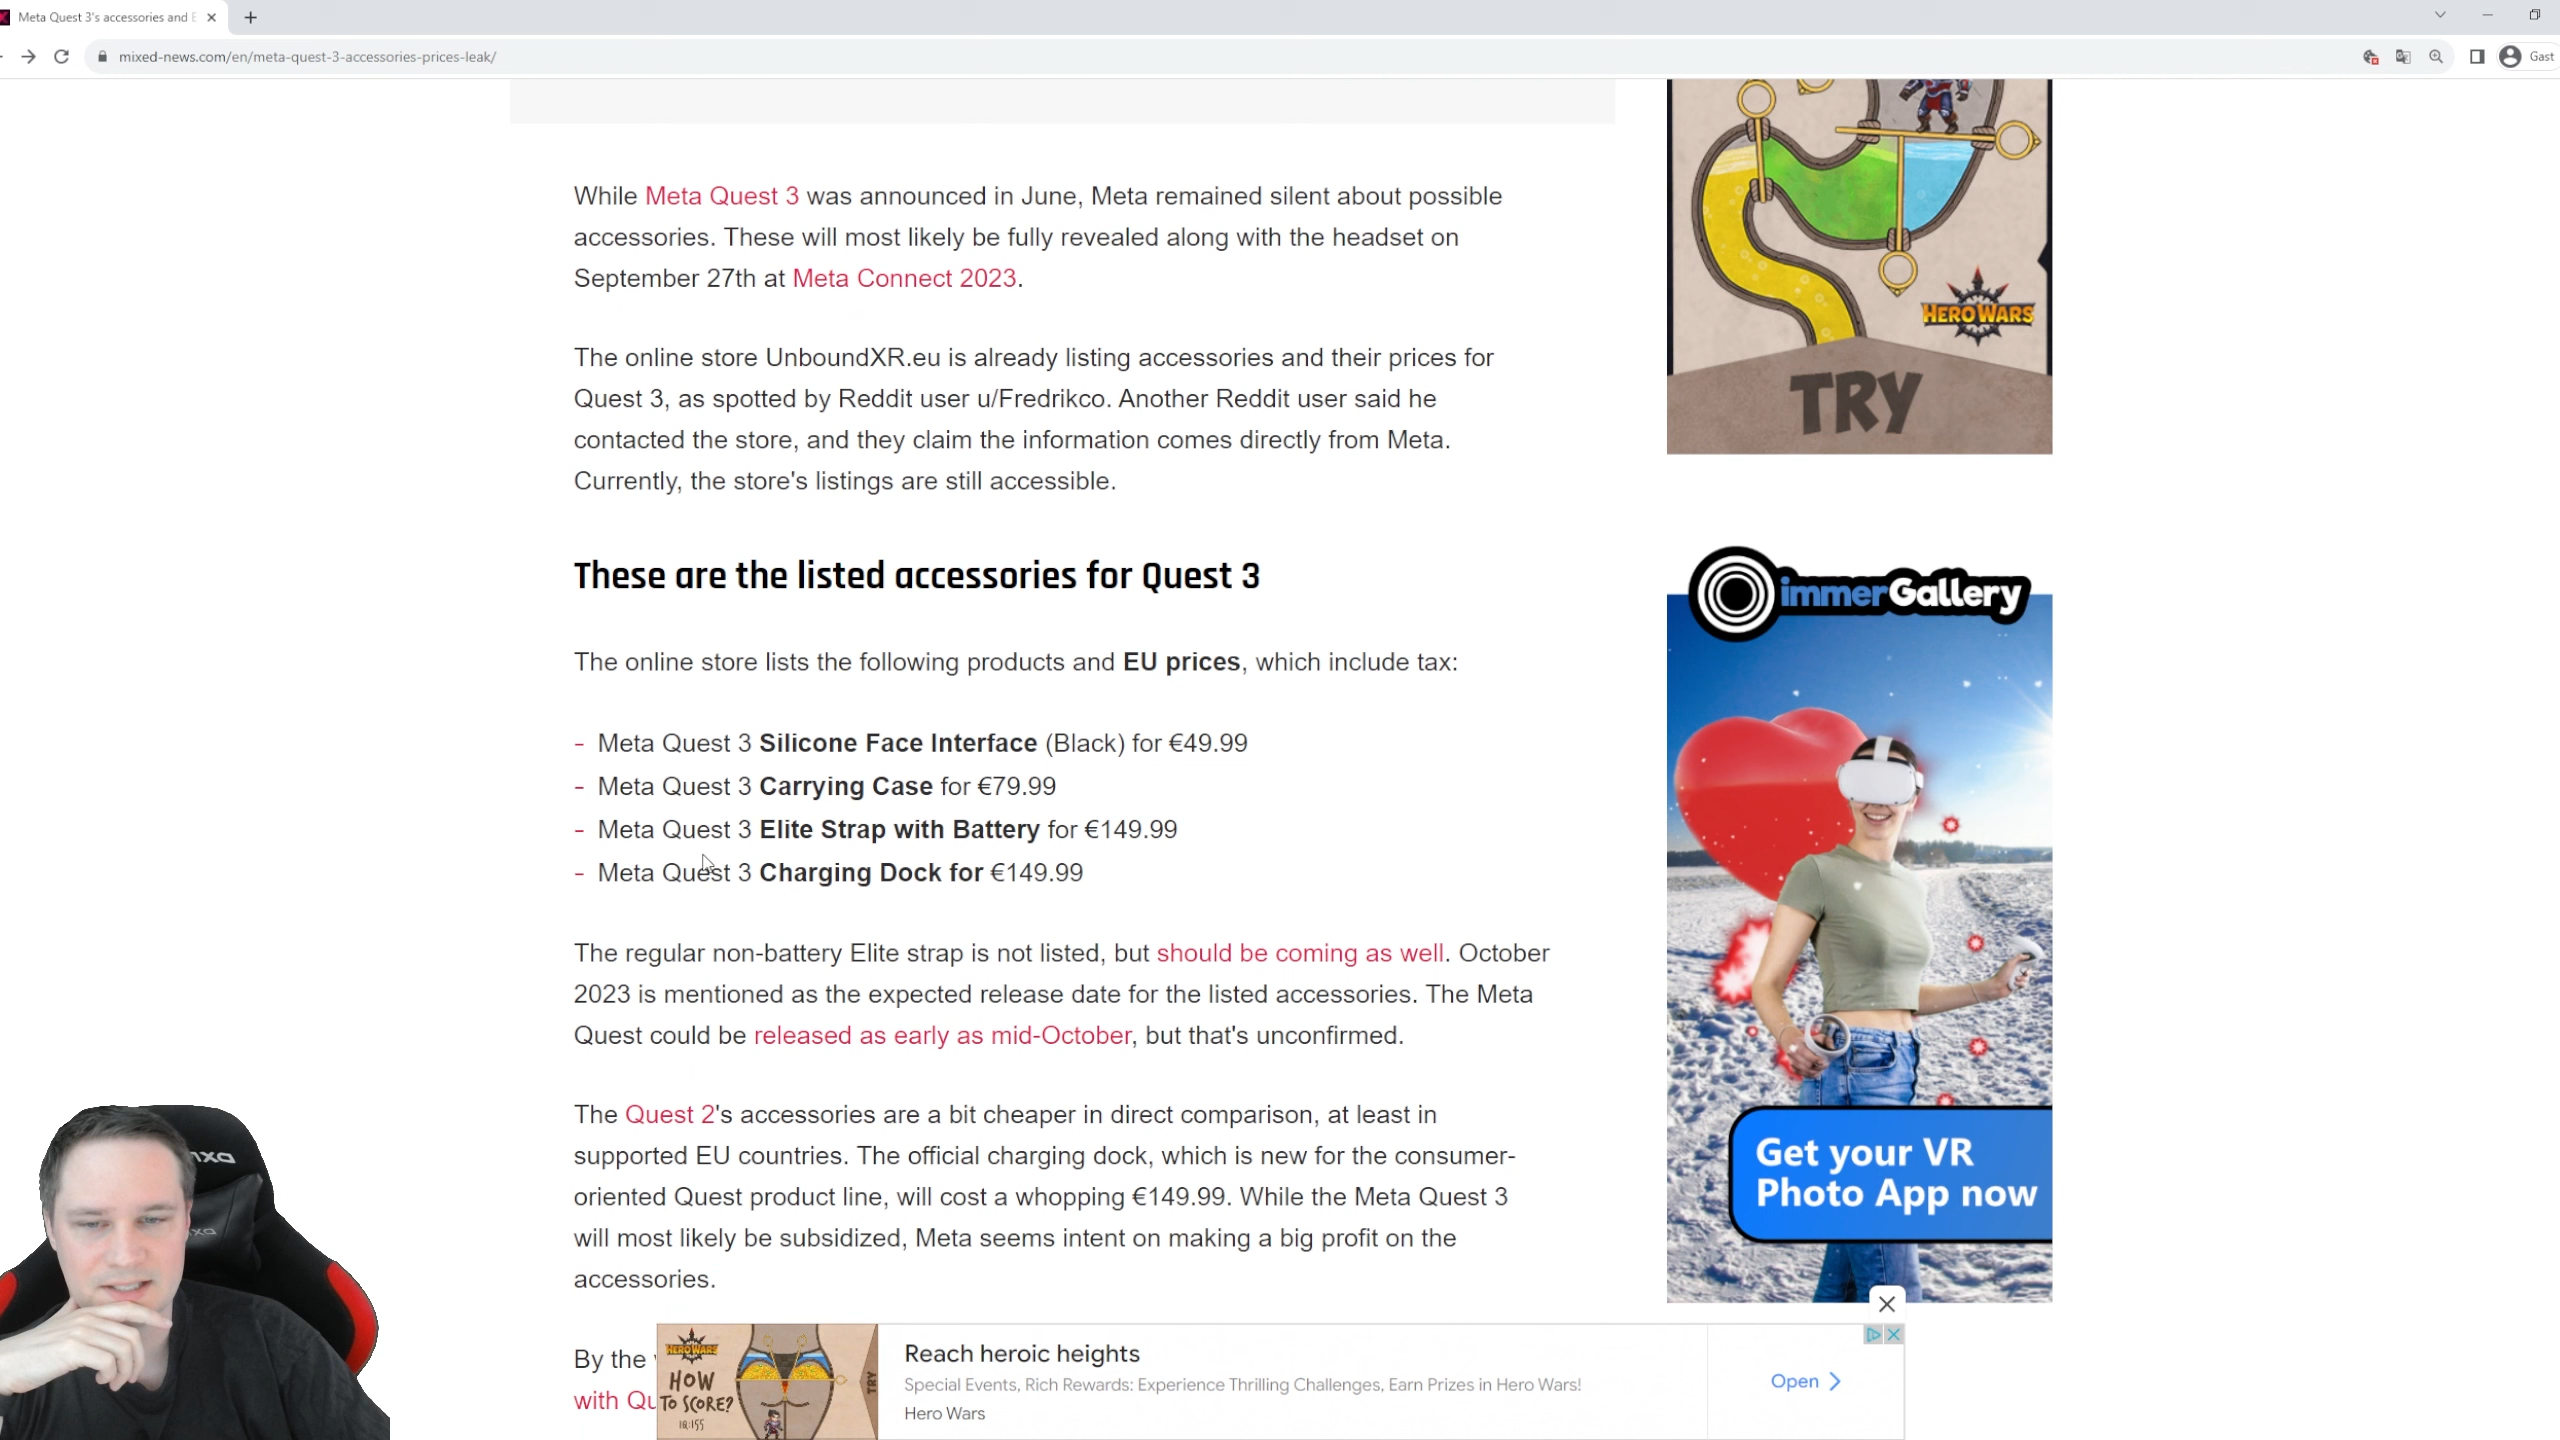 Meta Quest 3's accessories and E
mixed-news.com/en/meta-quest-3-accessories-prices-leak/
Gast
While Meta Quest 3 was announced in June, Meta remained silent about possible
accessories. These will most likely be fully revealed along with the headset on
September 27th at Meta Connect 2023.
The online store UnboundXR.eu is already listing accessories and their prices for
Quest 3, as spotted by Reddit user u/Fredrikco. Another Reddit user said he
contacted the store, and they claim the information comes directly from Meta.
Currently, the store's listings are still accessible.
These are the listed accessories for Quest 3
The online store lists the following products and EU prices, which include tax:
- Meta Quest 3 Silicone Face Interface (Black) for €49.99
- Meta Quest 3 Carrying Case for €79.99
- Meta Quest 3 Elite Strap with Battery for €149.99
- Meta Quest 3 Charging Dock for €149.99
The regular non-battery Elite strap is not listed, but should be coming as well. October
2023 is mentioned as the expected release date for the listed accessories. The Meta
Quest could be released as early as mid-October, but that's unconfirmed.
The Quest 2's accessories are a bit cheaper in direct comparison, at least in
supported EU countries. The official charging dock, which is new for the consumer-
oriented Quest product line, will cost a whopping €149.99. While the Meta Quest 3
will most likely be subsidized, Meta seems intent on making a big profit on the
accessories.
By the
with Qu
HERO WARS
TRY
immerGallery
Get your VR
Photo App now
HERO WARS
HOW
TO SCORE?
TRY
Reach heroic heights
Special Events, Rich Rewards: Experience Thrilling Challenges, Earn Prizes in Hero Wars!
Hero Wars
Open